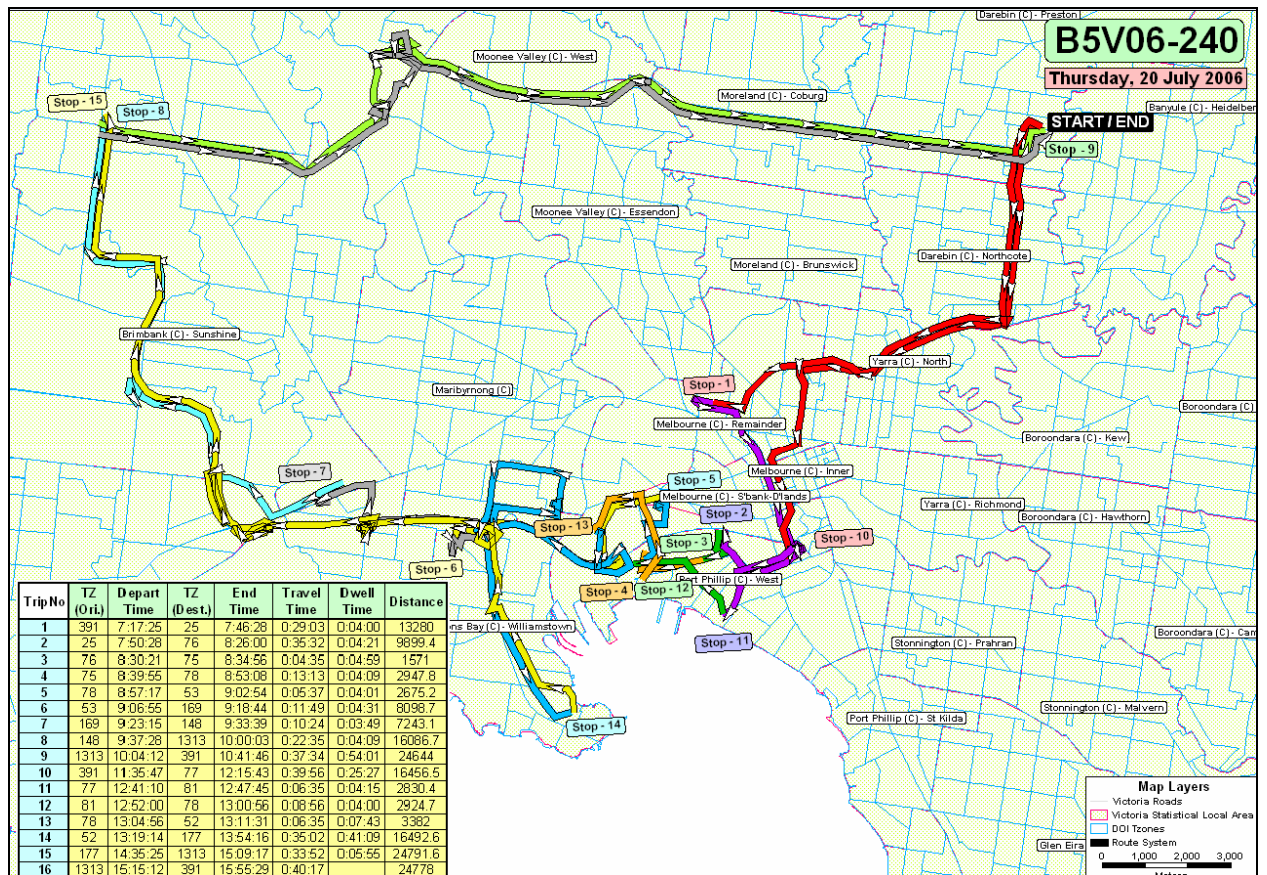 Darebin (C) - Preston
B5V06-240
Moonee Valley (C) - West
Thursday, 20 July 2006
Moreland (C) - Coburg
Stop - 15
Stop - 8
Banyule (C) - Heidelber
START / END
Stop - 9
Moonee Valley (C) - Essendon
Darebin (C) - Northcote
Moreland (C) - Brunswick
Brimbank (C) - Sunshine
Yarra (C) - North
Stop - 1
Maribyrnong (C)
Boroondara (C)
Melbourne (C) - Remainder
Boroondara (C) - Kew
Stop - 7
Melbourne (C) - Inner
Stop - 5
Melbourne (C) - S'bank-D'lands
Yarra (C) - Richmond
Stop - 2
Boroondara (C) - Hawthorn
Stop - 13
Stop - 3
Stop - 10
Stop - 6
Port Phillip (C) - West
Stop - 4
Stop - 12
ns Bay (C) - Williamstown
Stop - 11
Stonnington (C) - Prahran
Boroondara (C) - Cam
Stonnington (C) - Malvern
Port Phillip (C) - St Kilda
Stop - 14
Glen Eira
Trip No TZ (Ori.) Depart Time TZ (Dest.) End Time Travel Time Dwell Time Distance
1 391 7:17:25 25 7:46:28 0:29:03 0:04:00 13280
2 25 7:50:28 76 8:26:00 0:35:32 0:04:21 9899.4
3 76 8:30:21 75 8:34:56 0:04:35 0:04:59 1571
4 75 8:39:55 78 8:53:08 0:13:13 0:04:09 2947.8
5 78 8:57:17 53 9:02:54 0:05:37 0:04:01 2675.2
6 53 9:06:55 169 9:18:44 0:11:49 0:04:31 8098.7
7 169 9:23:15 148 9:33:39 0:10:24 0:03:49 7243.1
8 148 9:37:28 1313 10:00:03 0:22:35 0:04:09 16086.7
9 1313 10:04:12 391 10:41:46 0:37:34 0:54:01 24644
10 391 11:35:47 77 12:15:43 0:39:56 0:25:27 16456.5
11 77 12:41:10 81 12:47:45 0:06:35 0:04:15 2830.4
12 81 12:52:00 78 13:00:56 0:08:56 0:04:00 2924.7
13 78 13:04:56 52 13:11:31 0:06:35 0:07:43 3382
14 52 13:19:14 177 13:54:16 0:35:02 0:41:09 16492.6
15 177 14:35:25 1313 15:09:17 0:33:52 0:05:55 24791.6
16 1313 15:15:12 391 15:55:29 0:40:17 24778
Map Layers
Victoria Roads
Victoria Statistical Local Area
DOI Tzones
Route System
0 1,000 2,000 3,000